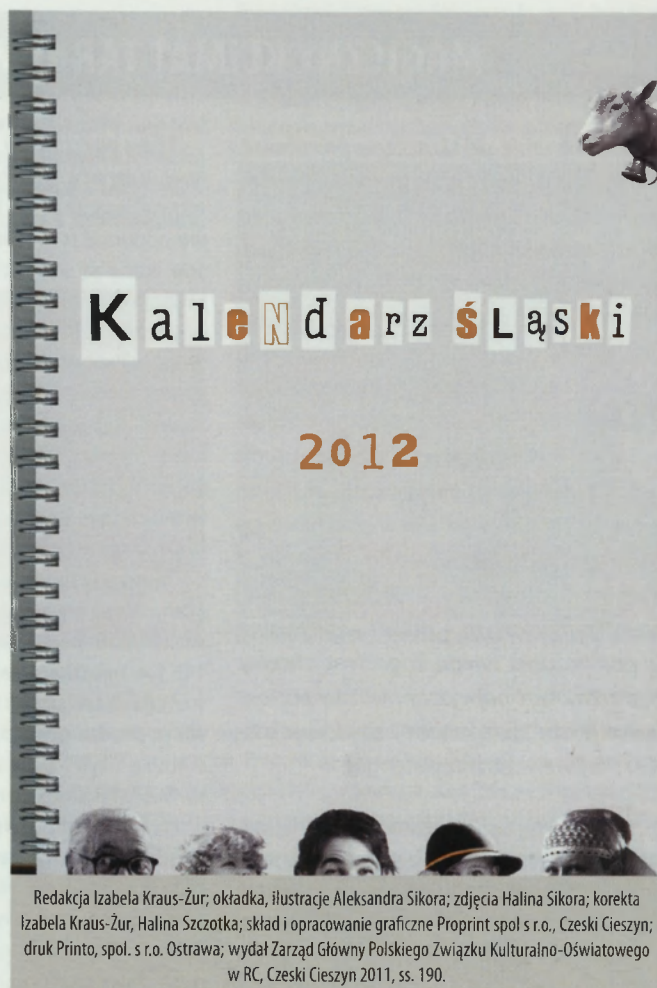 KaleNdarz śLąski
2012
Redakcja Izabela Kraus-Żur; okładka, ilustracje Aleksandra Sikora; zdjęcia Halina Sikora; korekta
Izabela Kraus-Żur, Halina Szczotka; skład i opracowanie graficzne Proprint spol s r.o., Czeski Cieszyn;
druk Printo, spol. s r.o. Ostrawa; wydał Zarząd Główny Polskiego Związku Kulturalno-Oświatowego
w RC, Czeski Cieszyn 2011, ss. 190.